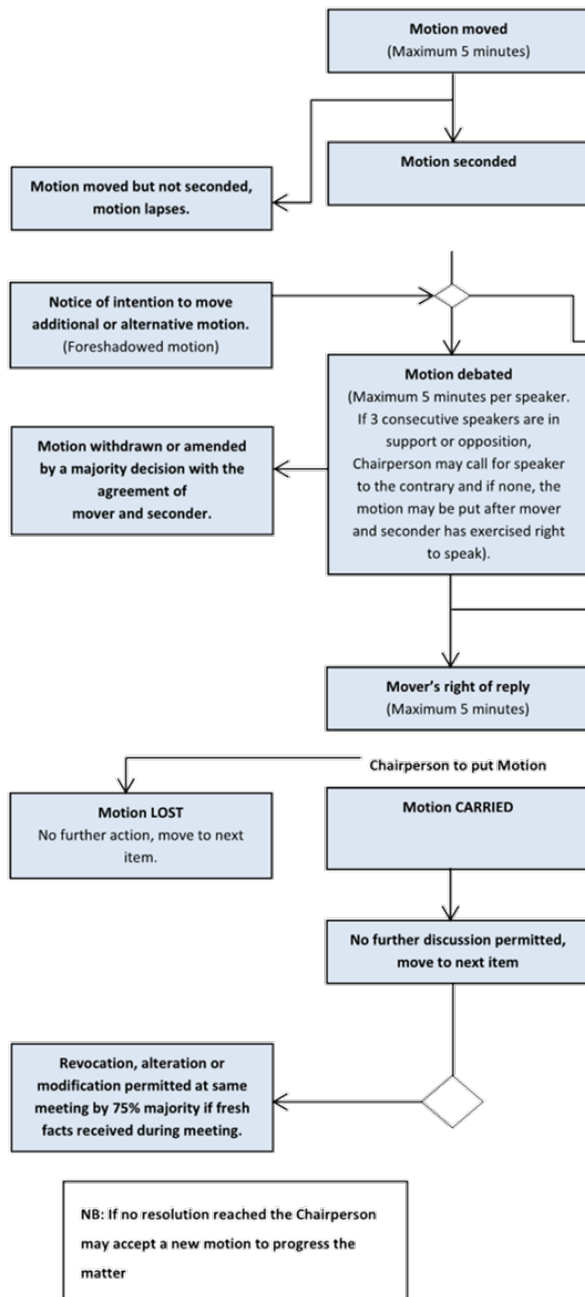 Motion moved
(Maximum 5 minutes)
Motion seconded
Motion moved but not seconded,
motion lapses.
Notice of intention to move
additional or alternative motion.
(Foreshadowed motion)
Motion debated
(Maximum 5 minutes per speaker.
If 3 consecutive speakers are in
support or opposition,
Chairperson may call for speaker
to the contrary and if none, the
motion may be put after mover
and seconder has exercised right
to speak).
Motion withdrawn or amended
by a majority decision with the
agreement of
mover and seconder.
Mover’s right of reply
(Maximum 5 minutes)
Chairperson to put Motion
Motion LOST
No further action, move to next
item.
Motion CARRIED
No further discussion permitted,
move to next item
Revocation, alteration or
modification permitted at same
meeting by 75% majority if fresh
facts received during meeting.
NB: If no resolution reached the Chairperson
may accept a new motion to progress the
matter